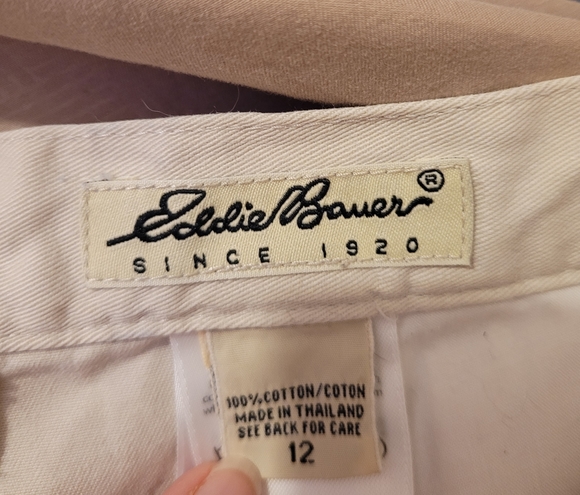 Eddie Bauer®
SINCE 1920
100% COTTON/COTON
MADE IN THAILAND
SEE BACK FOR CARE
12